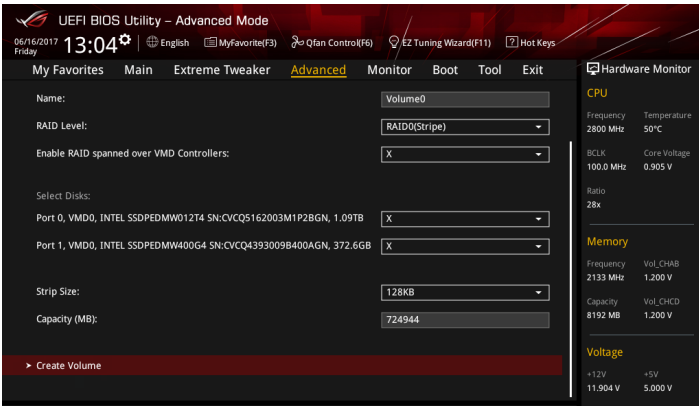 UEFI BIOS Utility – Advanced Mode
06/16/2017 Friday 13:04 English MyFavorite(F3) Qfan Control(F6) EZ Tuning Wizard(F11) ? Hot Keys
My Favorites Main Extreme Tweaker Advanced Monitor Boot Tool Exit
Name: Volume0
RAID Level: RAID0(Stripe)
Enable RAID spanned over VMD Controllers: X
Select Disks:
Port 0, VMD0, INTEL SSDPEDMW012T4 SN:CVCQ5162003M1P2BGN, 1.09TB X
Port 1, VMD0, INTEL SSDPEDMW400G4 SN:CVCQ4393009B400AGN, 372.6GB X
Strip Size: 128KB
Capacity (MB): 724944
> Create Volume
Hardware Monitor
CPU
Frequency Temperature
2800 MHz 50°C
BCLK Core Voltage
100.0 MHz 0.905 V
Ratio
28x
Memory
Frequency Vol_CHAB
2133 MHz 1.200 V
Capacity Vol_CHCD
8192 MB 1.200 V
Voltage
+12V +5V
11.904 V 5.000 V